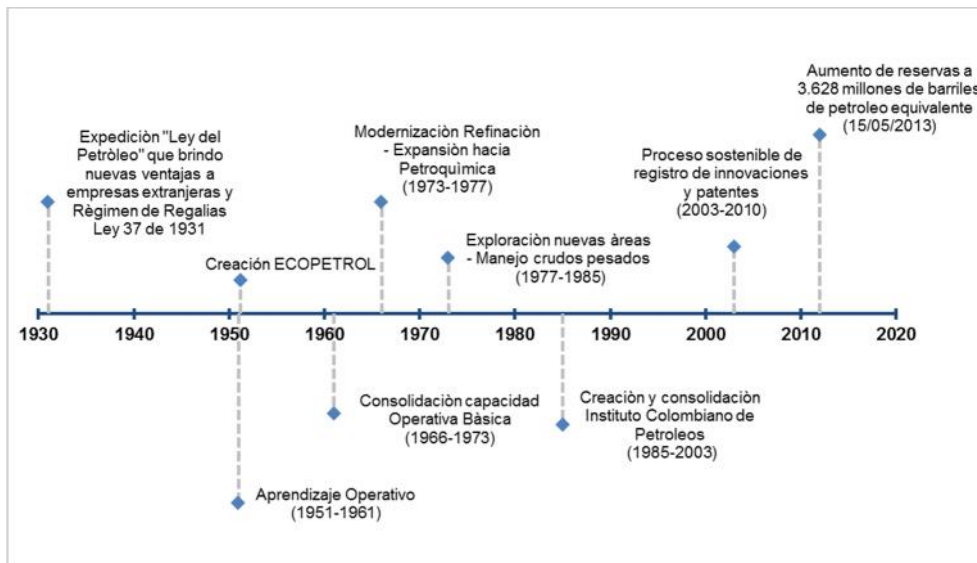 Expediciòn "Ley del
Petròleo" que brindo
nuevas ventajas a
empresas extranjeras y
Règimen de Regalias
Ley 37 de 1931
Creación ECOPETROL
Modernizaciòn Refinaciòn
- Expansiòn hacia
Petroquìmica
(1973-1977)
Exploraciòn nuevas àreas
- Manejo crudos pesados
(1977-1985)
Proceso sostenible de
registro de innovaciones
y patentes
(2003-2010)
Aumento de reservas a
3.628 millones de barriles
de petroleo equivalente
(15/05/2013)
1930 1940 1950 1960 1970 1980 1990 2000 2010 2020
Aprendizaje Operativo
(1951-1961)
Consolidaciòn capacidad
Operativa Bàsica
(1966-1973)
Creaciòn y consolidaciòn
Instituto Colombiano de
Petroleos
(1985-2003)